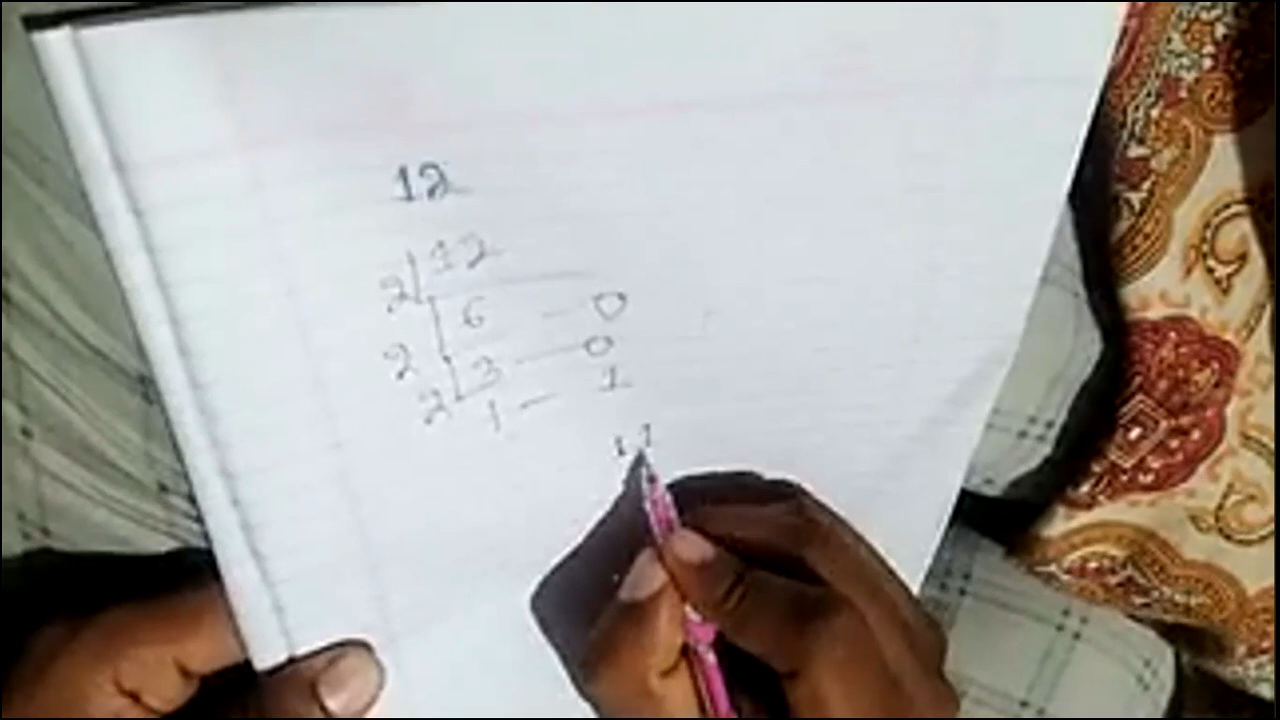 12
2 12
2 6 — 0
2 3 — 0
1 — 1
11